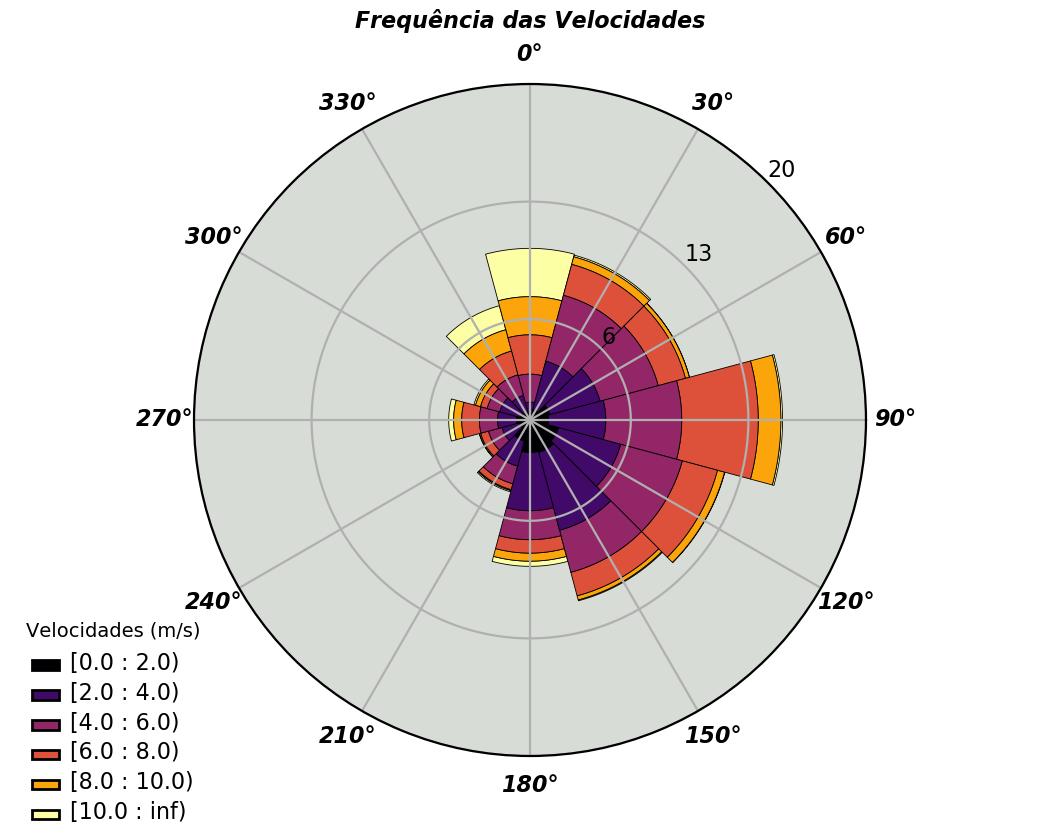 Frequência das Velocidades
0°
330°
30°
20
300°
60°
13
6
270°
90°
240°
120°
210°
150°
180°
Velocidades (m/s)
[0.0 : 2.0)
[2.0 : 4.0)
[4.0 : 6.0)
[6.0 : 8.0)
[8.0 : 10.0)
[10.0 : inf)